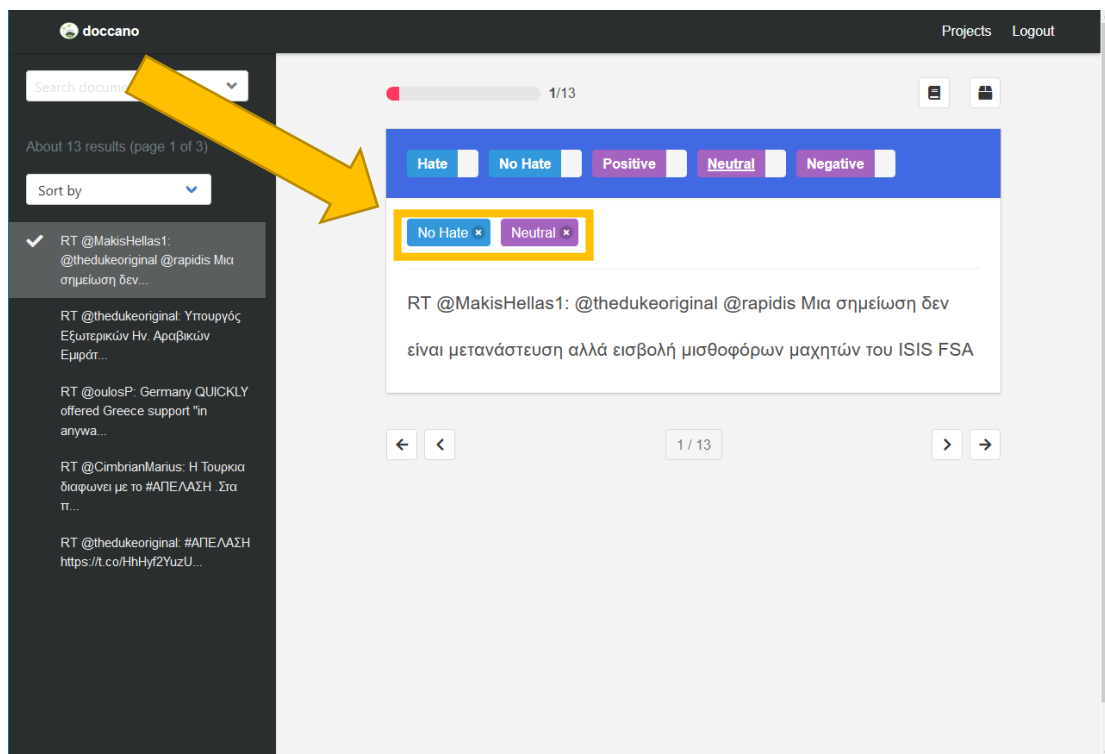 doccano
Projects Logout
Search docume
About 13 results (page 1 of 3)
Sort by
RT @MakisHellas1:
@thedukeoriginal @rapidis Μια
σημείωση δεν...
RT @thedukeoriginal: Υπουργός
Εξωτερικών Ην. Αραβικών
Εμιράτ...
RT @oulosP: Germany QUICKLY
offered Greece support "in
anywa...
RT @CimbrianMarius: Η Τουρκια
διαφωνει με το #ΑΠΕΛΑΣΗ .Στα
π...
RT @thedukeoriginal: #ΑΠΕΛΑΣΗ
https://t.co/HhHyf2YuzU...
1/13
Hate No Hate Positive Neutral Negative
No Hate Neutral
RT @MakisHellas1: @thedukeoriginal @rapidis Μια σημείωση δεν
είναι μετανάστευση αλλά εισβολή μισθοφόρων μαχητών του ISIS FSA
1 / 13